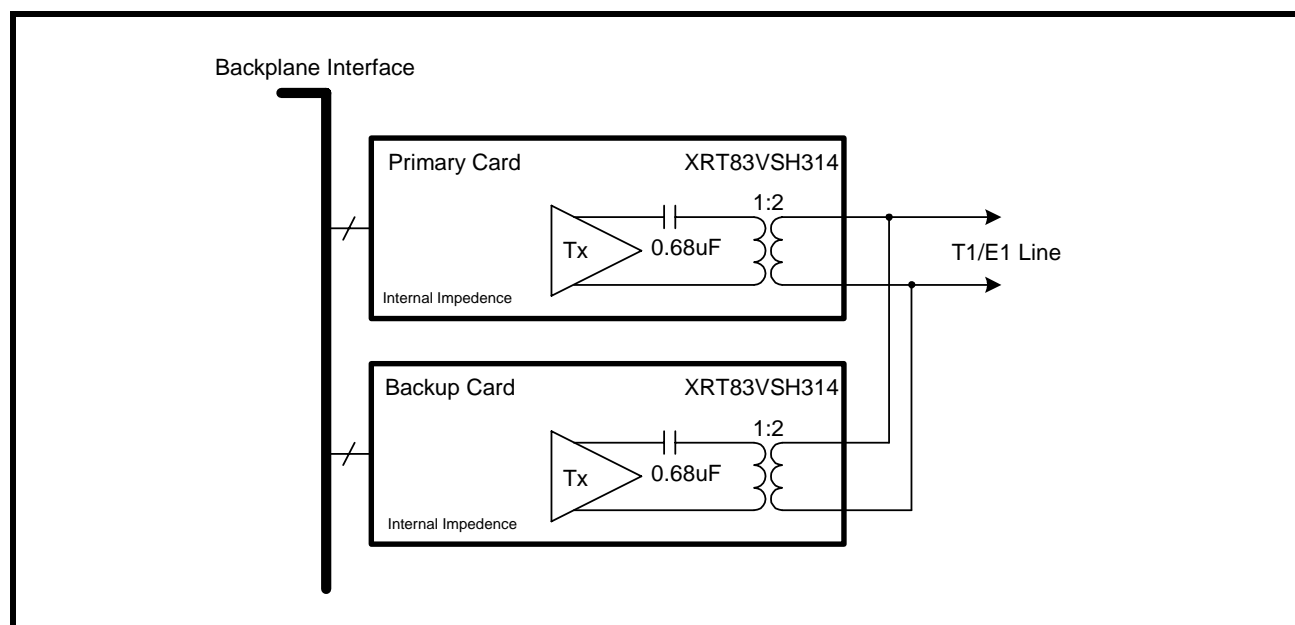 Backplane Interface
Primary Card XRT83VSH314
1:2
Tx 0.68uF
T1/E1 Line
Internal Impedence
Backup Card XRT83VSH314
1:2
Tx 0.68uF
Internal Impedence